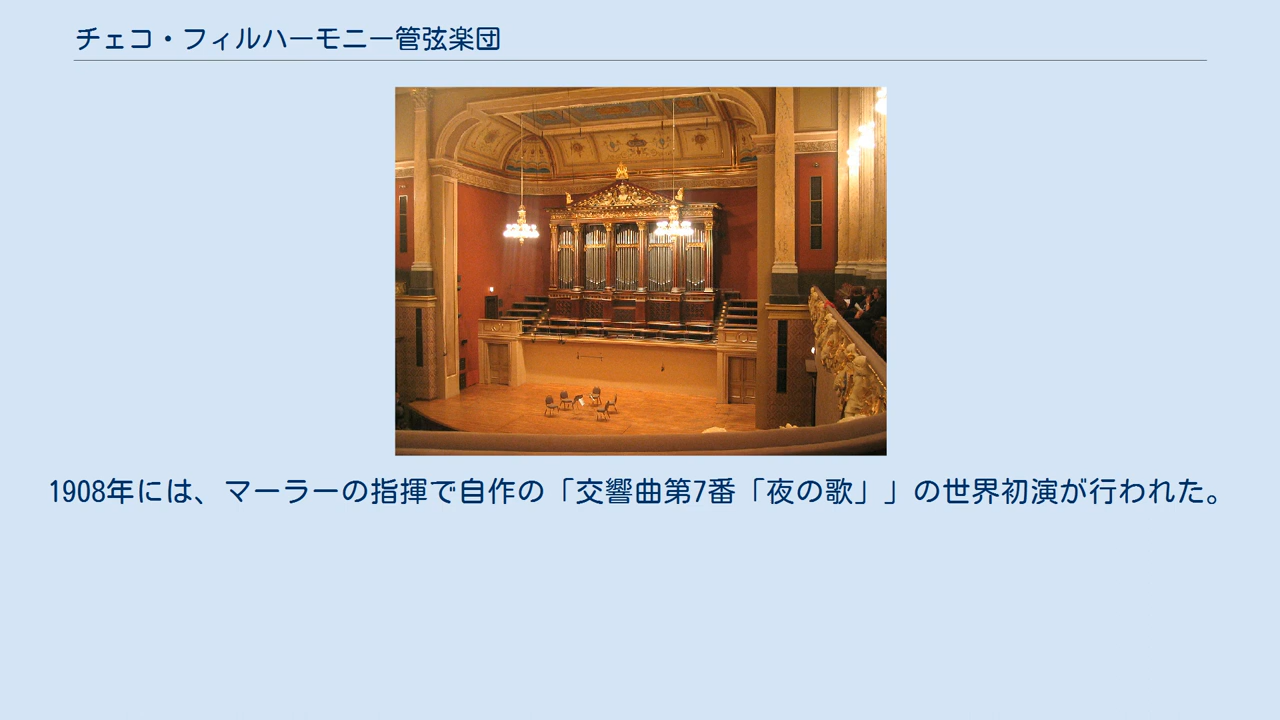 チェコ・フィルハーモニー管弦楽団
1908年には、マーラーの指揮で自作の「交響曲第7番「夜の歌」」の世界初演が行われた。